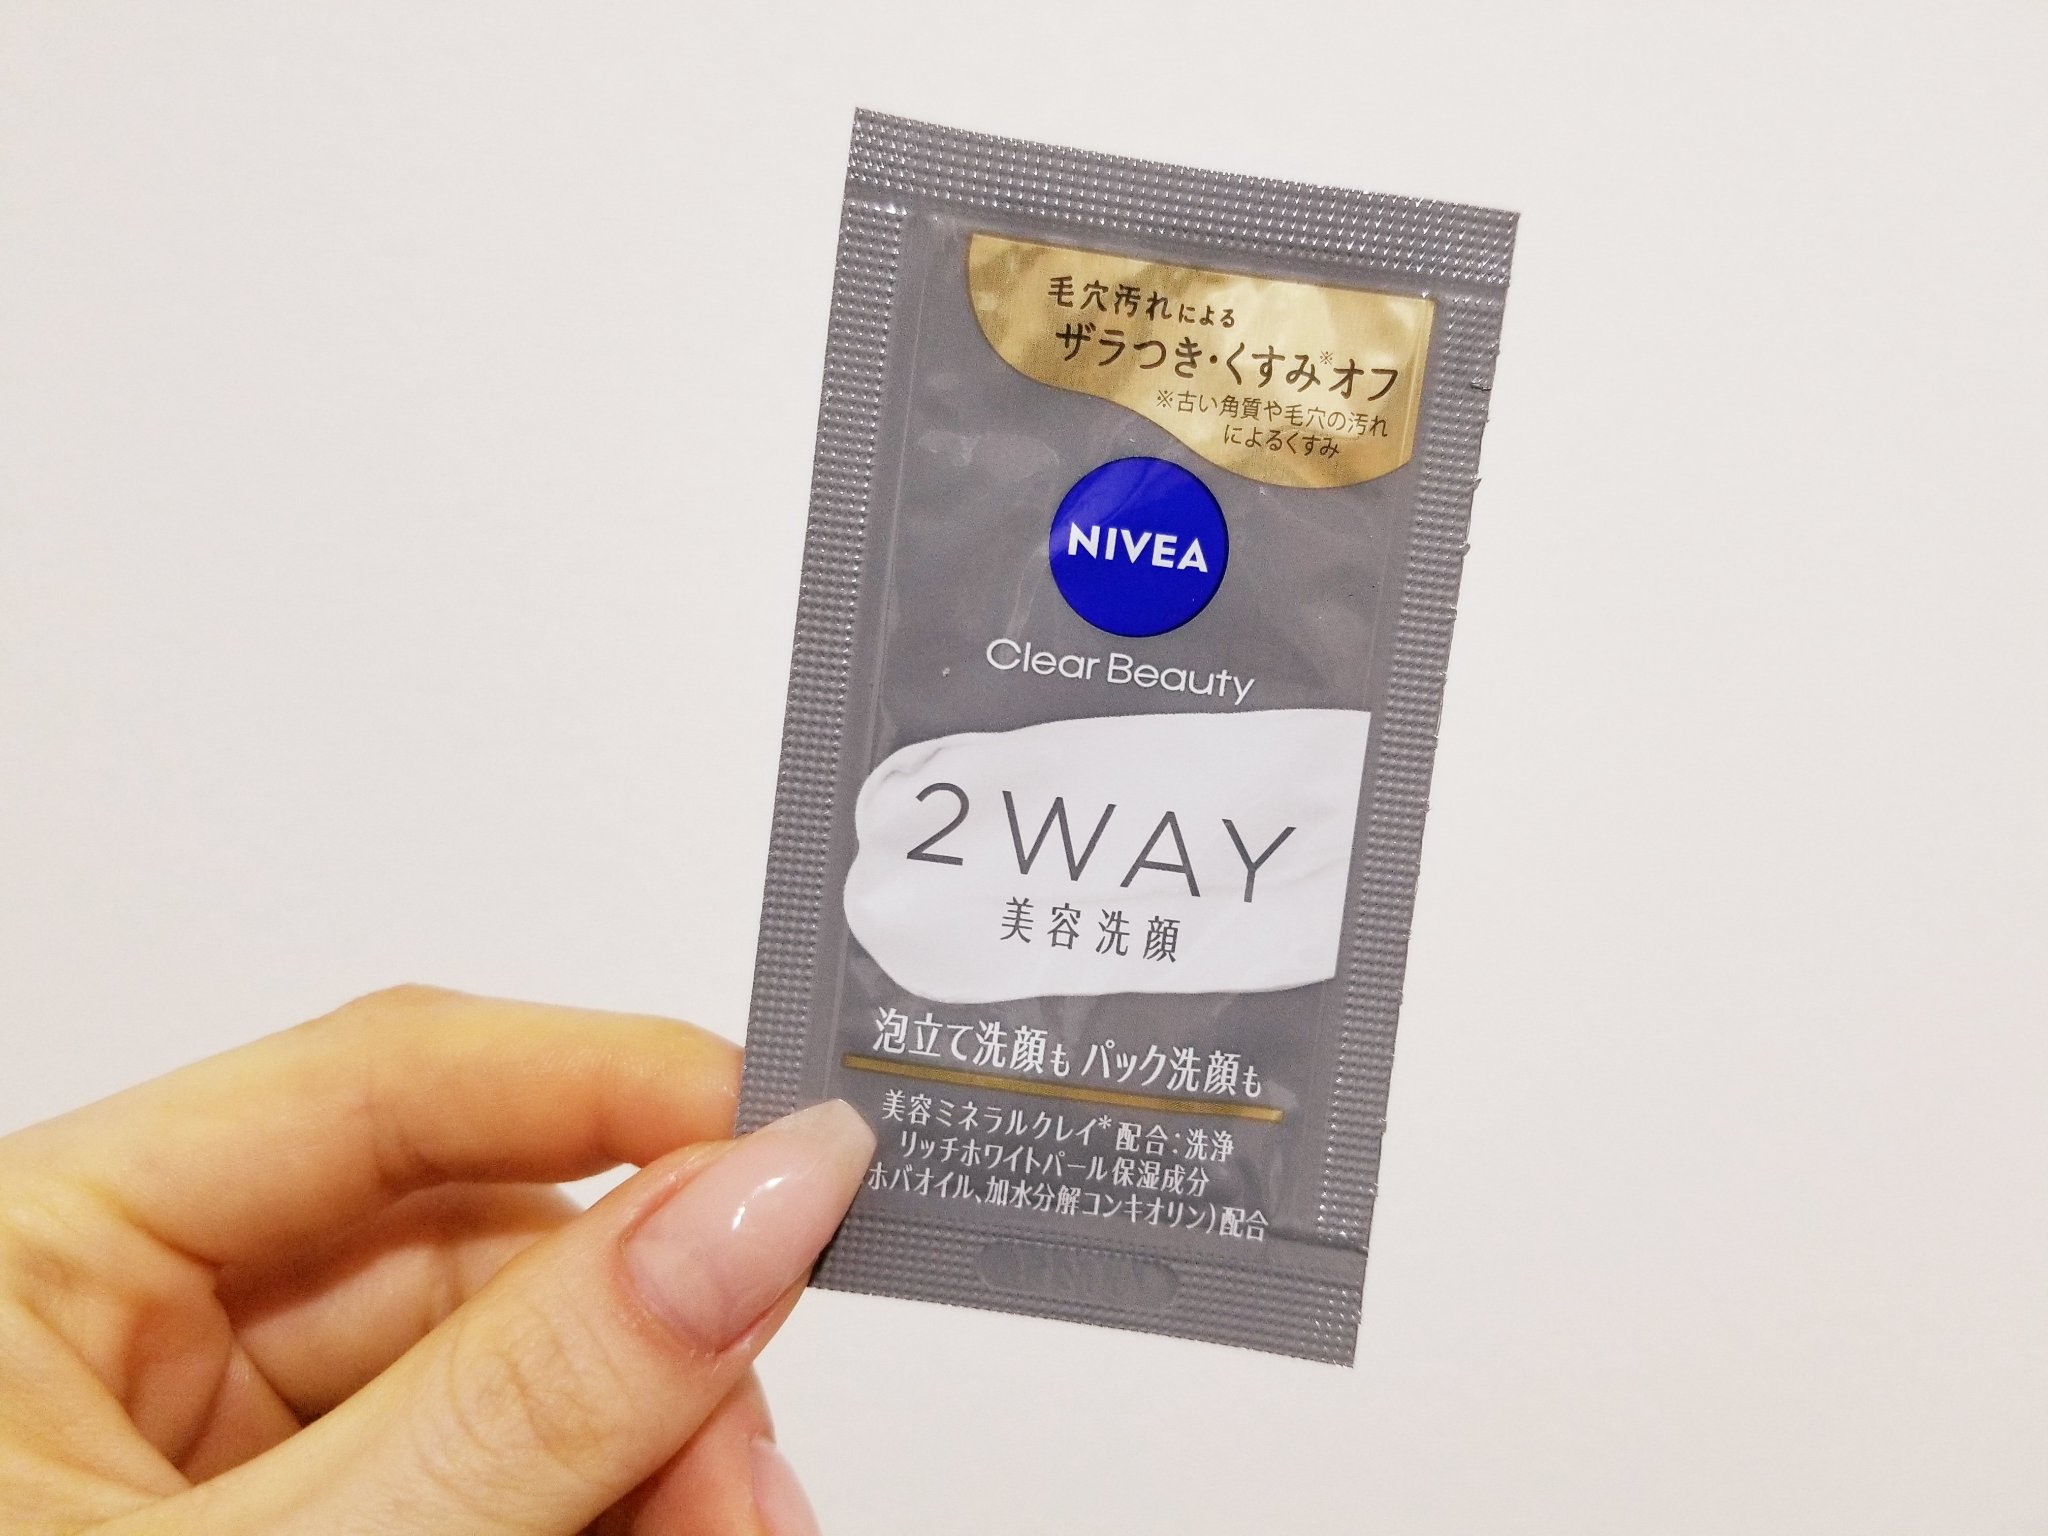 毛穴汚れによる
ザラつき・くすみ※オフ
※古い角質や毛穴の汚れ
によるくすみ
NIVEA
Clear Beauty
2WAY
美容洗顔
泡立て洗顔も パック洗顔も
美容ミネラルクレイ*配合：洗浄
リッチホワイトパール保湿成分
ホバオイル、加水分解コンキオリン)配合